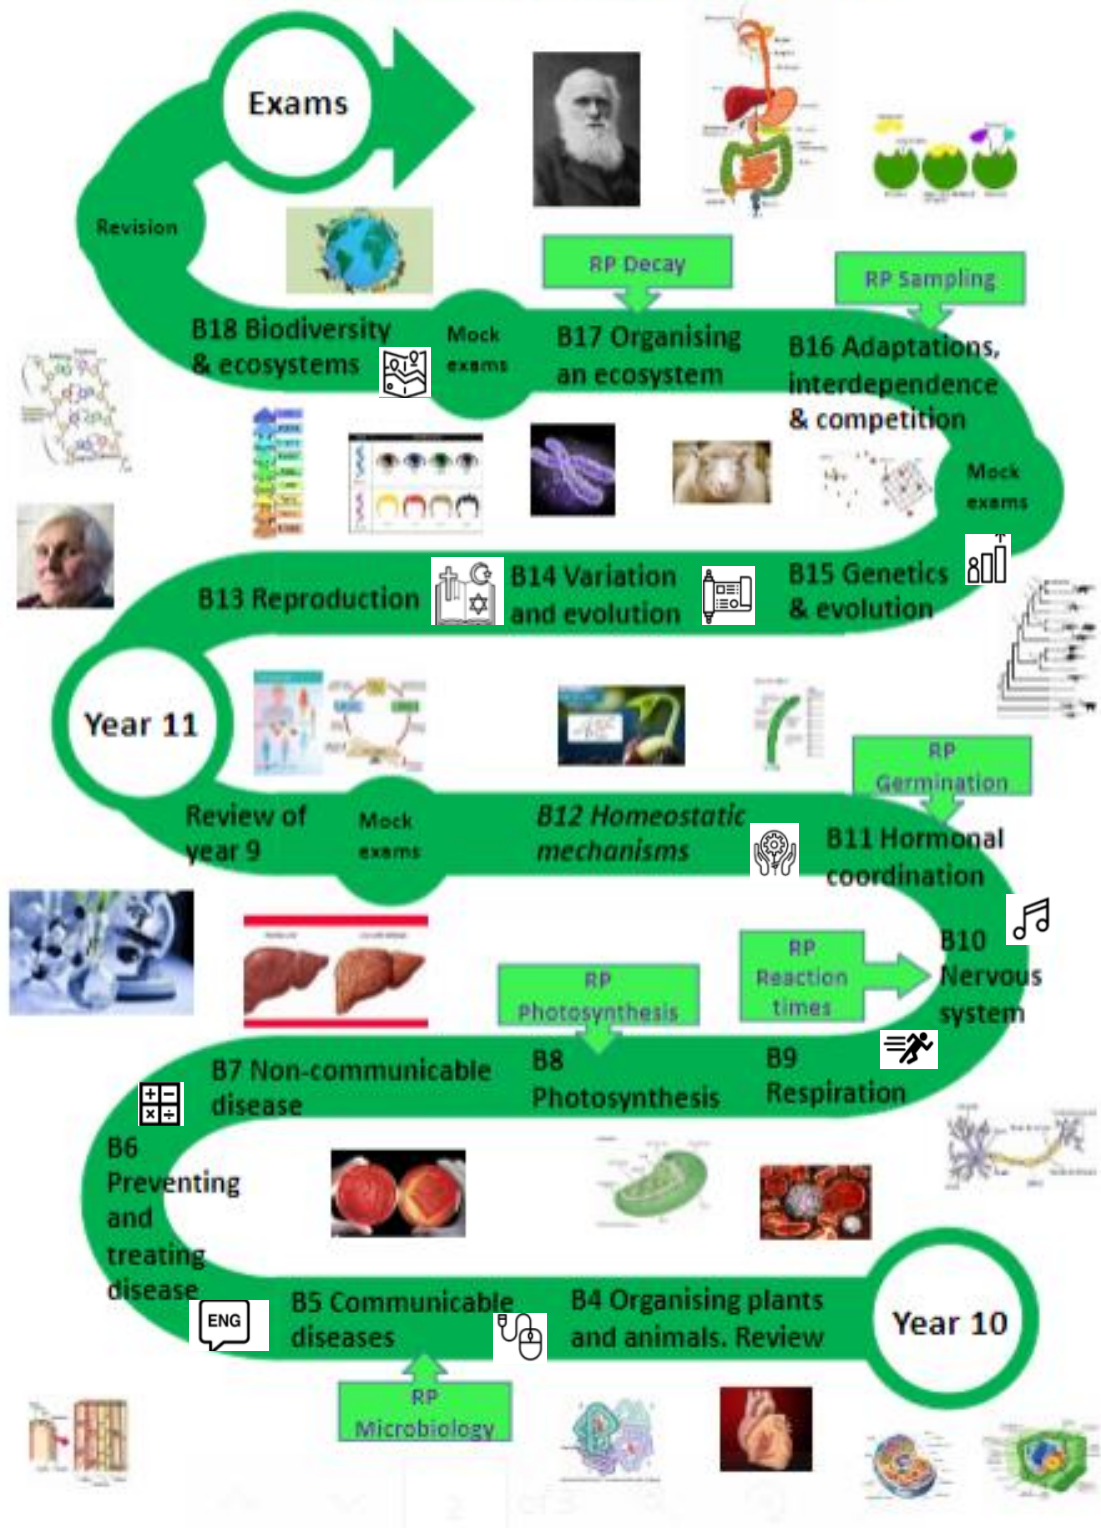 Exams
Revision
RP Decay
RP Sampling
B18 Biodiversity
& ecosystems
Mock
exams
B17 Organising
an ecosystem
B16 Adaptations,
interdependence
& competition
Mock
exams
B13 Reproduction
B14 Variation
and evolution
B15 Genetics
& evolution
Year 11
RP
Germination
Review of
year 9
Mock
exams
B12 Homeostatic
mechanisms
B11 Hormonal
coordination
B10
Nervous
system
RP
Reaction
times
RP
Photosynthesis
B7 Non-communicable
disease
B8
Photosynthesis
B9
Respiration
B6
Preventing
and
treating
disease
ENG
B5 Communicable
diseases
B4 Organising plants
and animals. Review
Year 10
RP
Microbiology